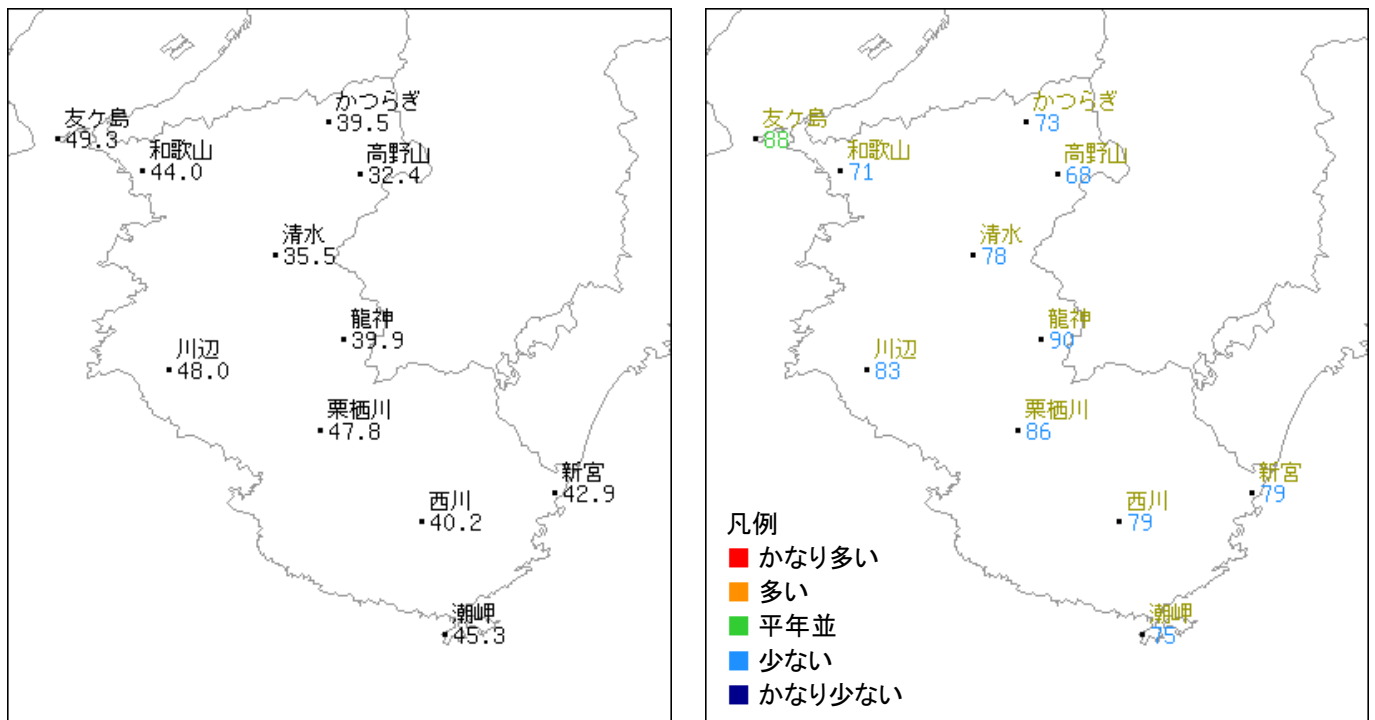 かつらぎ
39.5
友ケ島
49.3
和歌山
44.0
高野山
32.4
清水
35.5
龍神
39.9
川辺
48.0
栗栖川
47.8
新宮
42.9
西川
40.2
潮岬
45.3
かつらぎ
73
友ケ島
88
和歌山
71
高野山
68
清水
78
龍神
90
川辺
83
栗栖川
86
新宮
79
西川
79
潮岬
75
凡例
かなり多い
多い
平年並
少ない
かなり少ない